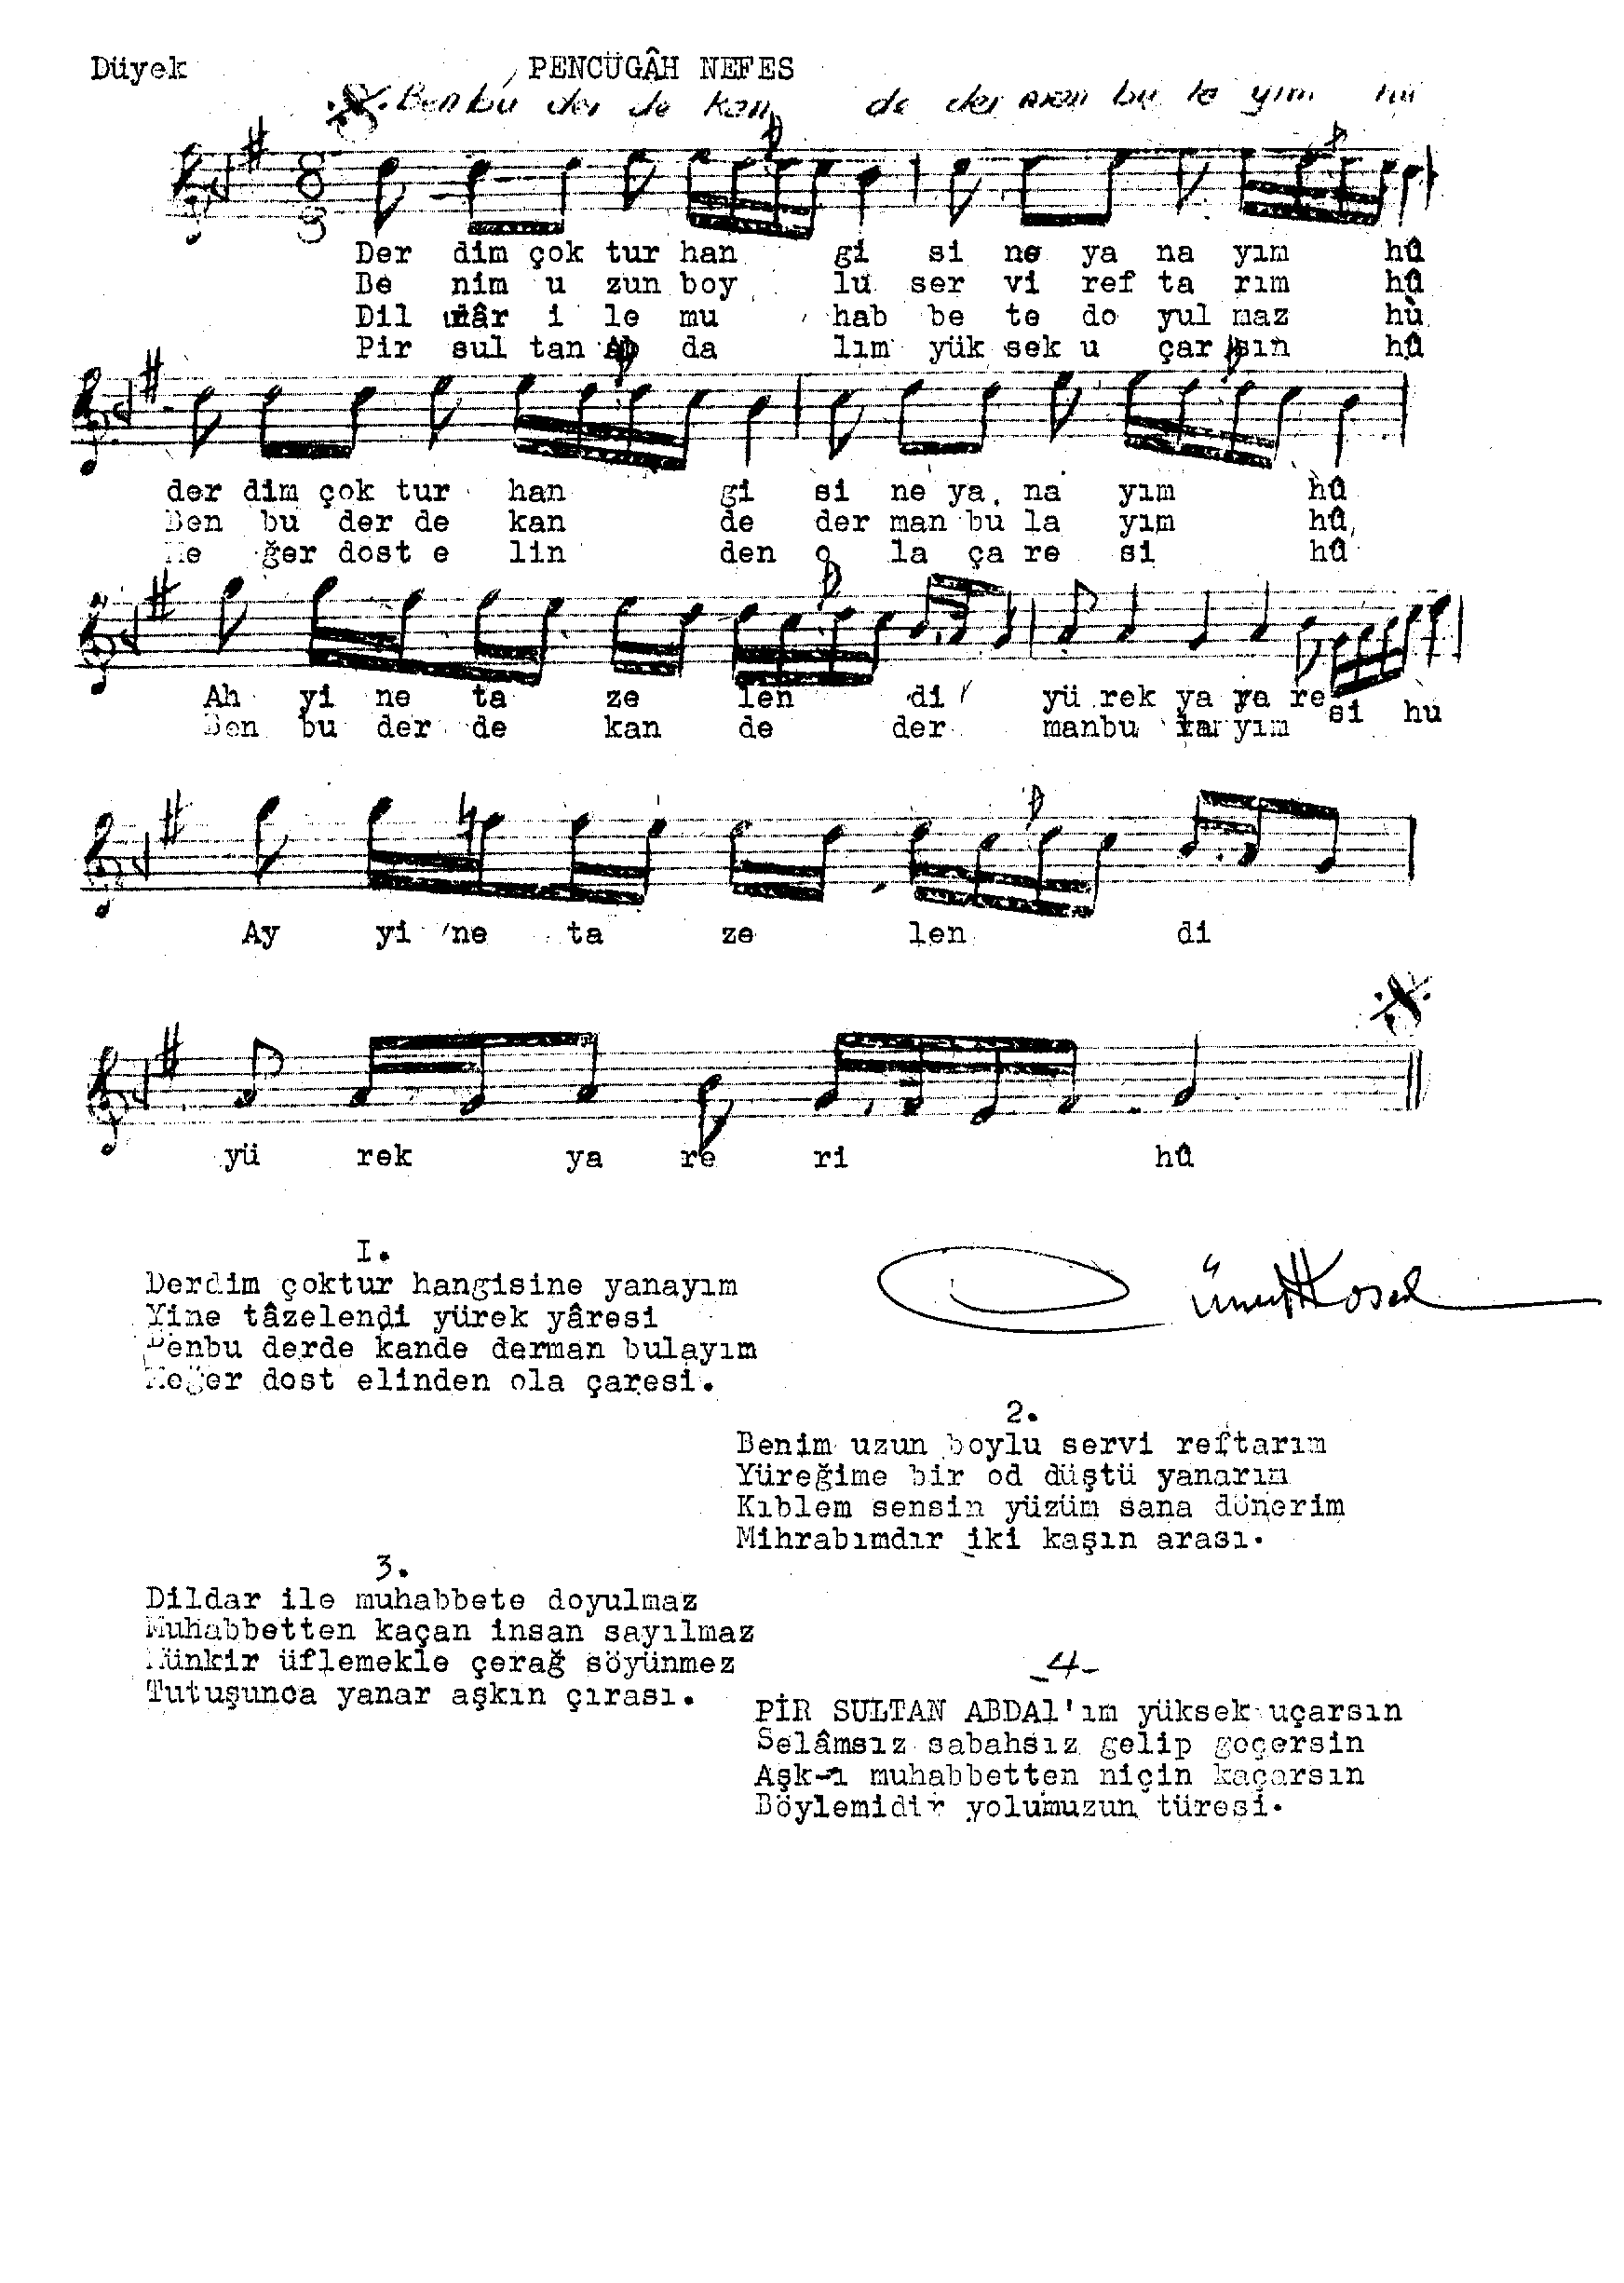 Düyek PENCÜGÂH NEFES
Benbu der de kan de der man bu la yım hû
8
8
Der dim çok tur han gi si ne ya na yım hû
Be nim u zun boy lu ser vi ref ta rım hû
Dil i le mu hab be te do yul maz hû
Pir sul tan Ab da lım yük sek u çar sın hû
der dim çok tur han gi si ne ya na yım hû
Ben bu der de kan de der man bu la yım hû
Me ğer dost e lin den o la ça re si hû
Ah yi ne ta ze len di yü rek ya ra re si hu
Ben bu der de kan de der manbu la yım
Ay yi ne ta ze len di
yü rek ya re ri hû
I.
Derdim çoktur hangisine yanayım
Yine tâzelendi yürek yâresi
Benbu derde kande derman bulayım
Meğer dost elinden ola çaresi.
2.
Benim uzun boylu servi reftarım
Yüreğime bir od düştü yanarım
Kıblem sensin yüzüm sana dönerim
Mihrabımdır iki kaşın arası.
3.
Dildar ile muhabbete doyulmaz
Muhabbetten kaçan insan sayılmaz
Münkir üflemekle çerağ söyünmez
Tutuşunca yanar aşkın çırası.
-4-
PİR SULTAN ABDAl'ım yüksek uçarsın
Selâmsız sabahsız gelip geçersin
Aşk-ı muhabbetten niçin kaçarsın
Böylemidir yolumuzun türesi.